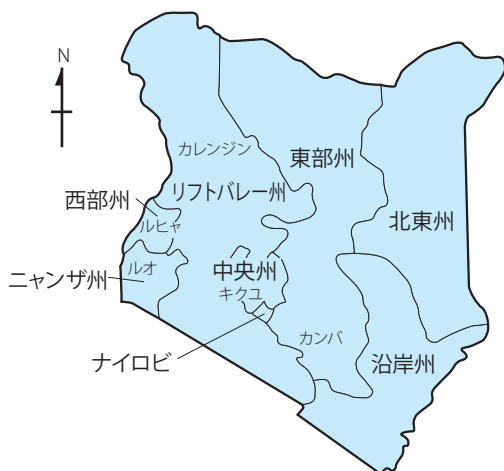 N
カレンジン
東部州
リフトバレー州
西部州
ルヒヤ
北東州
ルオ
中央州
ニャンザ州
キクユ
カンバ
ナイロビ
沿岸州